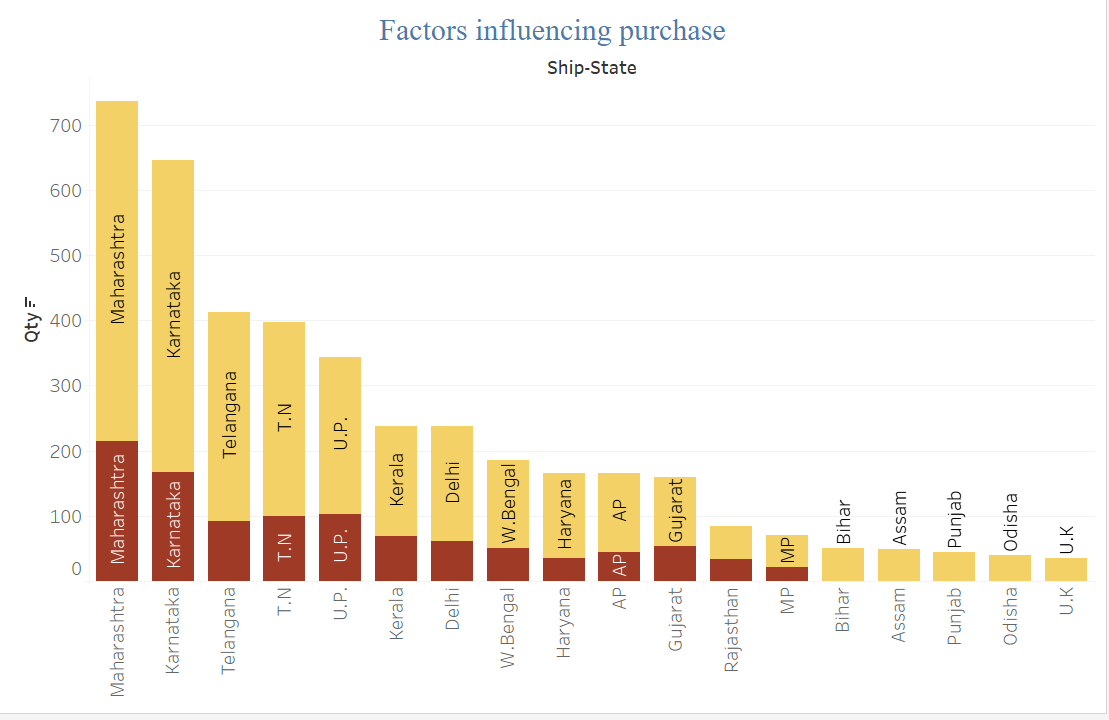 Factors influencing purchase
Ship-State
Qty
700
600
500
400
300
200
100
0
Maharashtra
Karnataka
Telangana
T.N
U.P.
Kerala
Delhi
W.Bengal
Haryana
AP
Gujarat
MP
Bihar
Assam
Punjab
Odisha
U.K
Maharashtra
Karnataka
T.N
U.P.
AP
Maharashtra
Karnataka
Telangana
T.N
U.P.
Kerala
Delhi
W.Bengal
Haryana
AP
Gujarat
Rajasthan
MP
Bihar
Assam
Punjab
Odisha
U.K